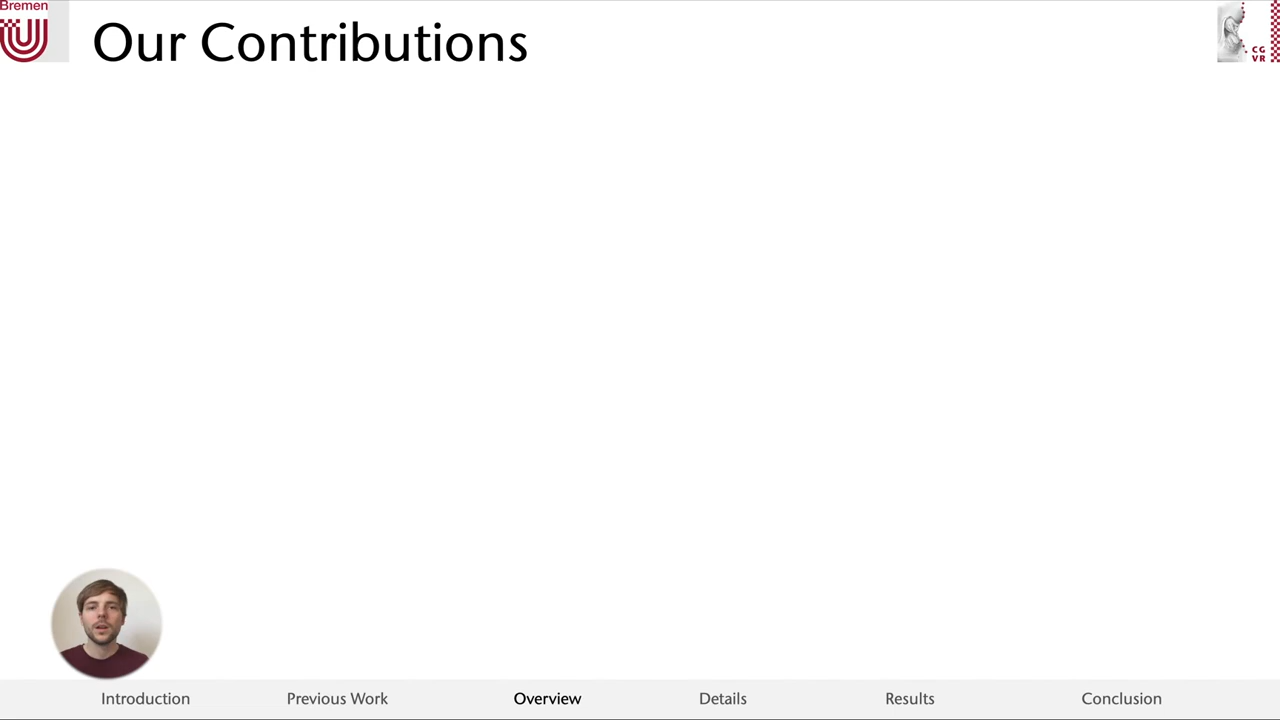 Bremen
Our Contributions
CG
VR
Introduction
Previous Work
Overview
Details
Results
Conclusion